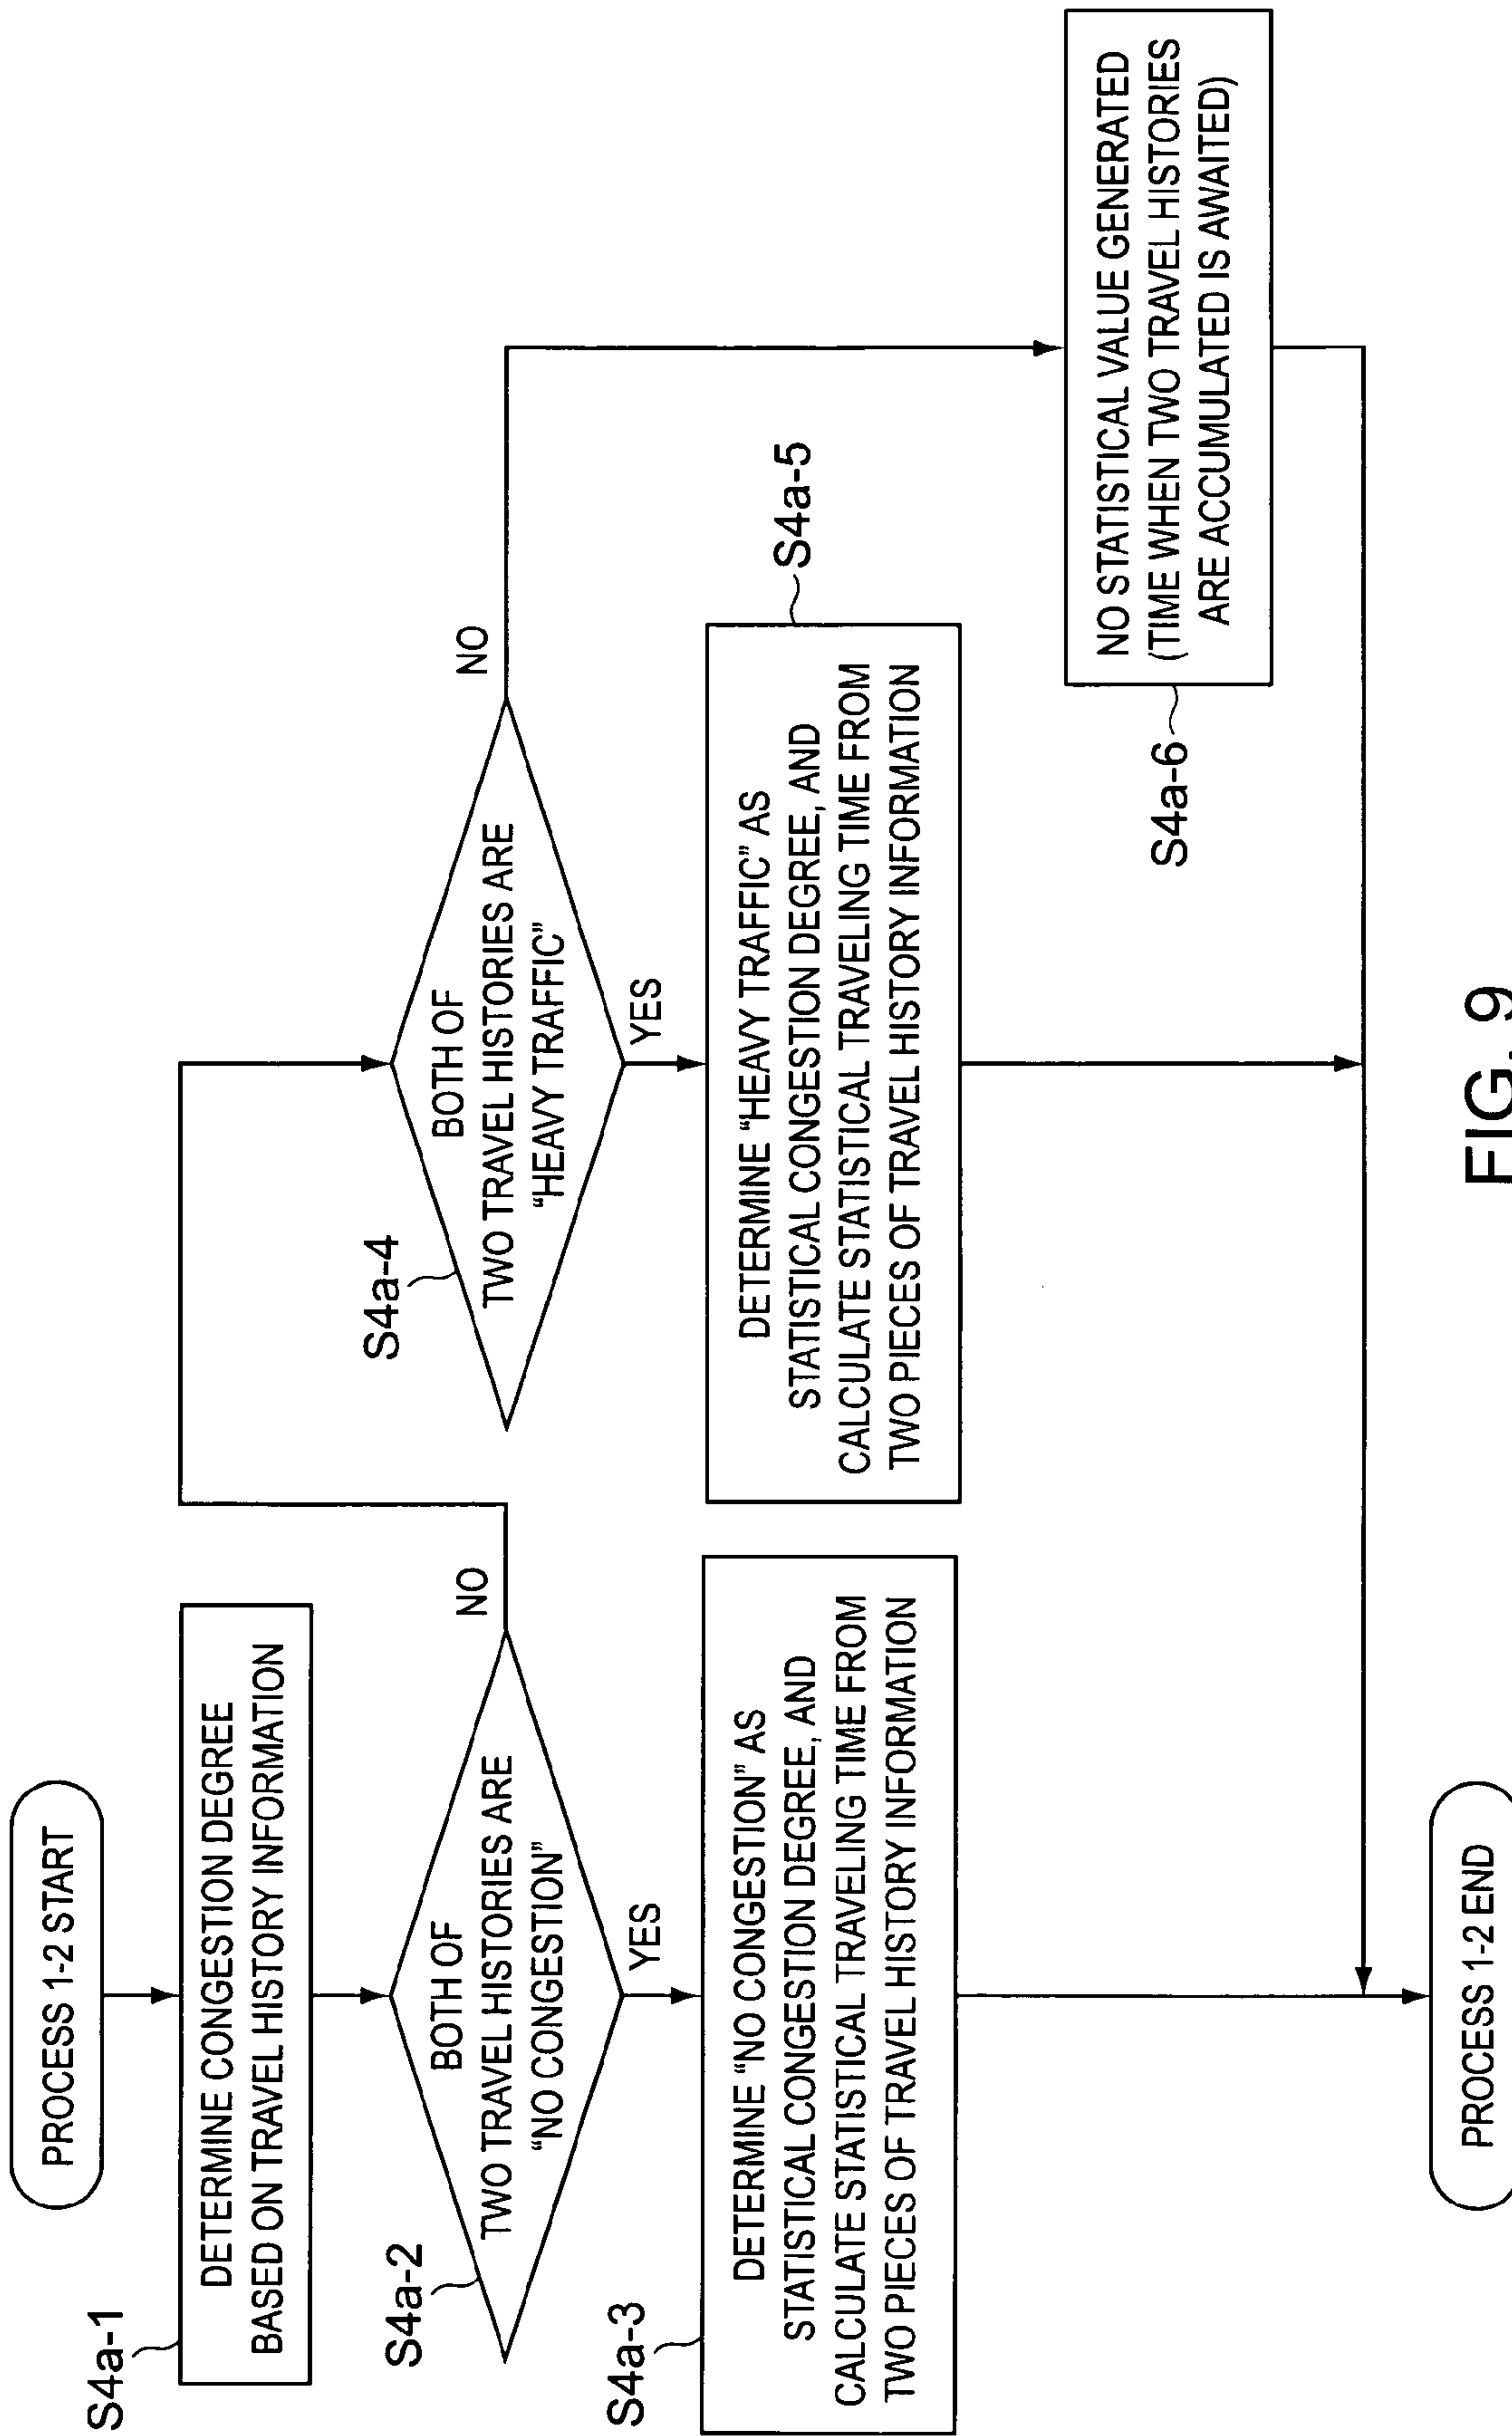 PROCESS 1-2 START
S4a-1
DETERMINE CONGESTION DEGREE
BASED ON TRAVEL HISTORY INFORMATION
S4a-2
BOTH OF
TWO TRAVEL HISTORIES ARE
“NO CONGESTION”
NO
YES
S4a-3
DETERMINE “NO CONGESTION” AS
STATISTICAL CONGESTION DEGREE, AND
CALCULATE STATISTICAL TRAVELING TIME FROM
TWO PIECES OF TRAVEL HISTORY INFORMATION
S4a-4
BOTH OF
TWO TRAVEL HISTORIES ARE
“HEAVY TRAFFIC”
NO
YES
S4a-5
DETERMINE “HEAVY TRAFFIC” AS
STATISTICAL CONGESTION DEGREE, AND
CALCULATE STATISTICAL TRAVELING TIME FROM
TWO PIECES OF TRAVEL HISTORY INFORMATION
S4a-6
NO STATISTICAL VALUE GENERATED
(TIME WHEN TWO TRAVEL HISTORIES
ARE ACCUMULATED IS AWAITED)
PROCESS 1-2 END
FIG. 9